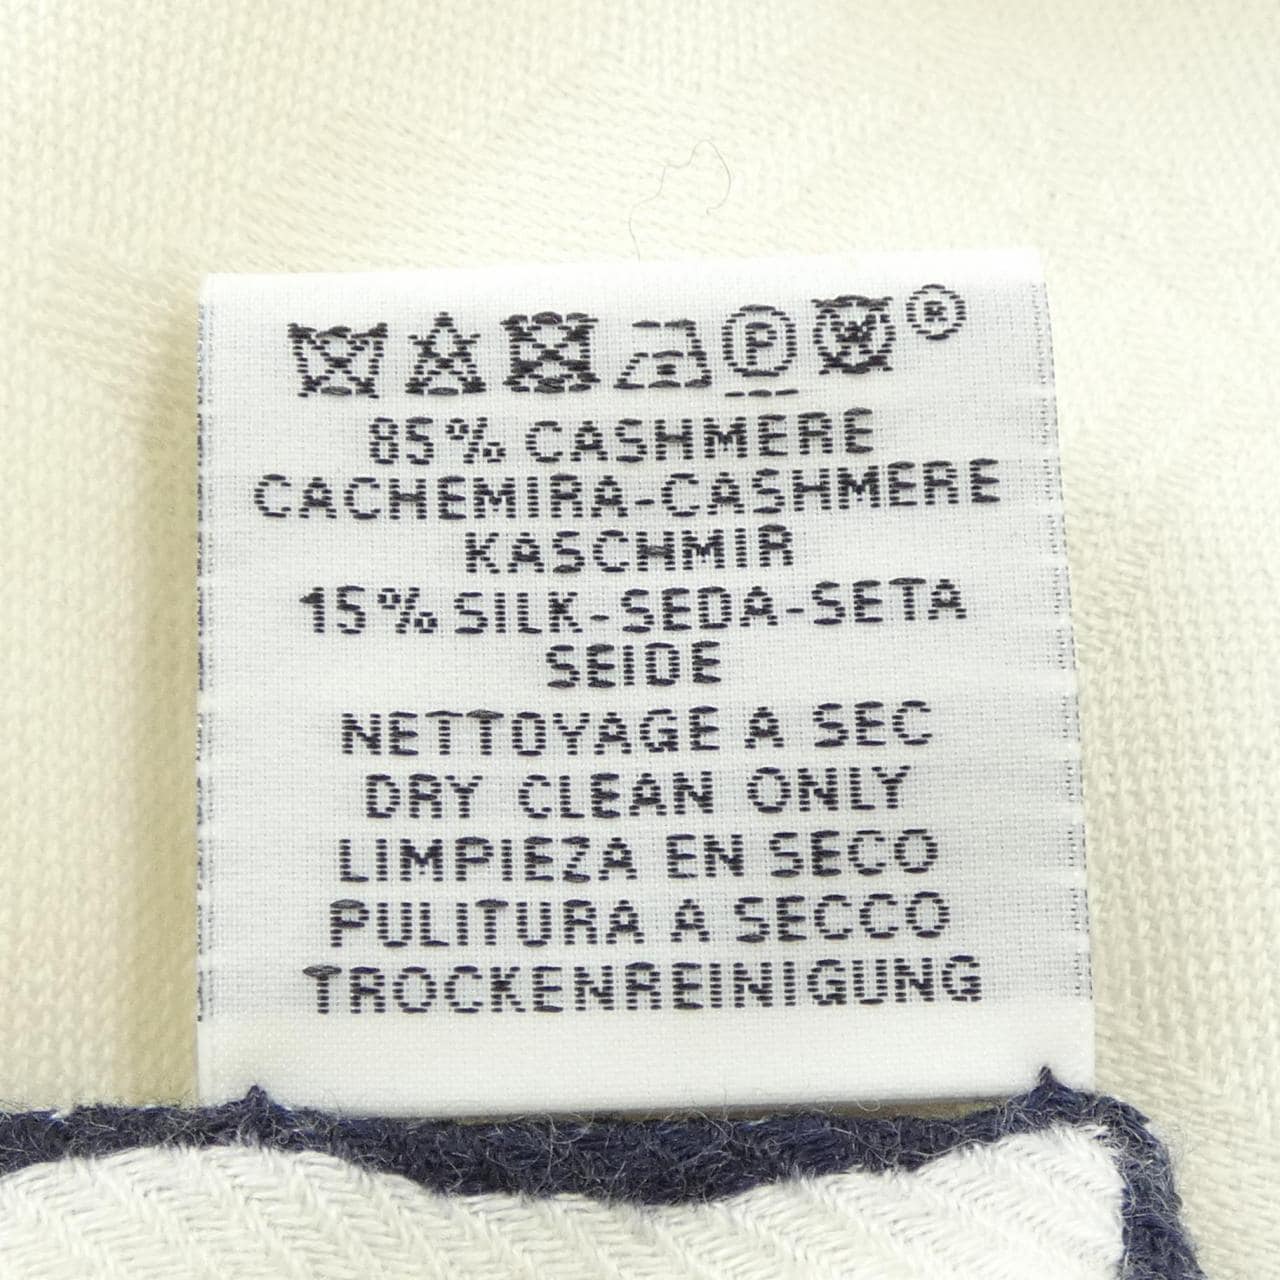 P W ®
85% CASHMERE
CACHEMIRA-CASHMERE
KASCHMIR
15% SILK-SEDA-SETA
SEIDE
NETTOYAGE A SEC
DRY CLEAN ONLY
LIMPIEZA EN SECO
PULITURA A SECCO
TROCKENREINIGUNG